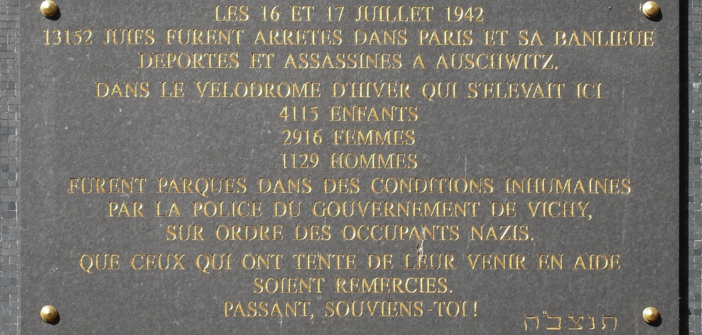 LES 16 ET 17 JUILLET 1942
13152 JUIFS FURENT ARRETES DANS PARIS ET SA BANLIEUE
DEPORTES ET ASSASSINES A AUSCHWITZ.
DANS LE VELODROME D'HIVER QUI S'ELEVAIT ICI
4115 ENFANTS
2916 FEMMES
1129 HOMMES
FURENT PARQUES DANS DES CONDITIONS INHUMAINES
PAR LA POLICE DU GOUVERNEMENT DE VICHY,
SUR ORDRE DES OCCUPANTS NAZIS.
QUE CEUX QUI ONT TENTE DE LEUR VENIR EN AIDE
SOIENT REMERCIES.
PASSANT, SOUVIENS-TOI !
תנצב״ה